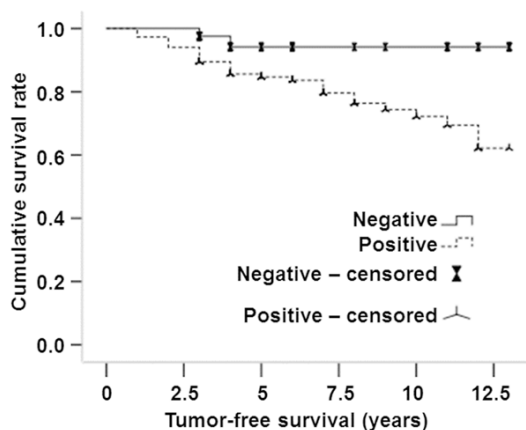 1.0
0.8
0.6
0.4
0.2
0.0
Cumulative survival rate
Negative
Positive
Negative – censored
Positive – censored
0 2.5 5 7.5 10 12.5
Tumor-free survival (years)